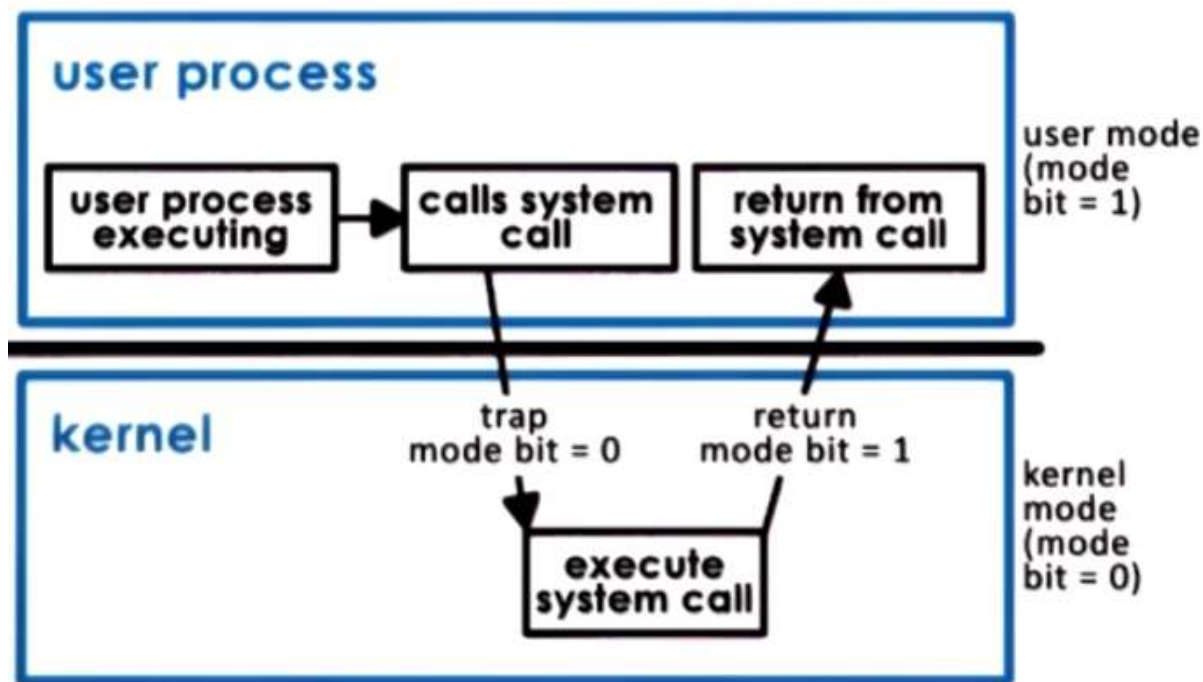 user process
user process
executing
calls system
call
return from
system call
user mode
(mode
bit = 1)
kernel
trap
mode bit = 0
return
mode bit = 1
execute
system call
kernel
mode
(mode
bit = 0)